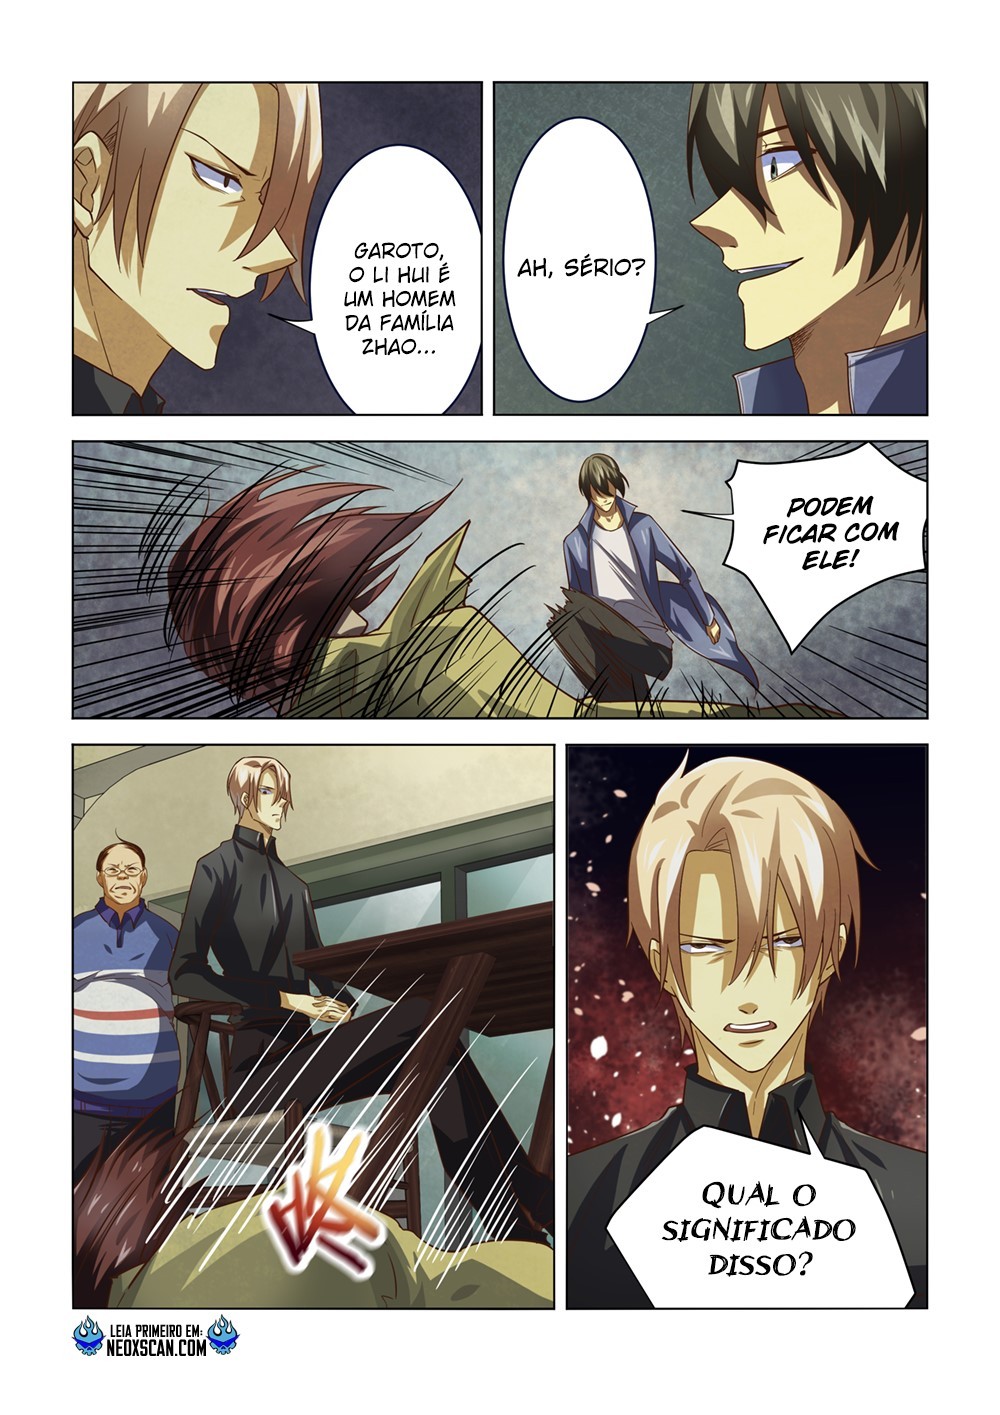 GAROTO,
O LI HUI É
UM HOMEM
DA FAMÍLIA
ZHAO...
AH, SÉRIO?
PODEM
FICAR COM
ELE!
QUAL O
SIGNIFICADO
DISSO?
LEIA PRIMEIRO EM:
NEOXSCAN.COM